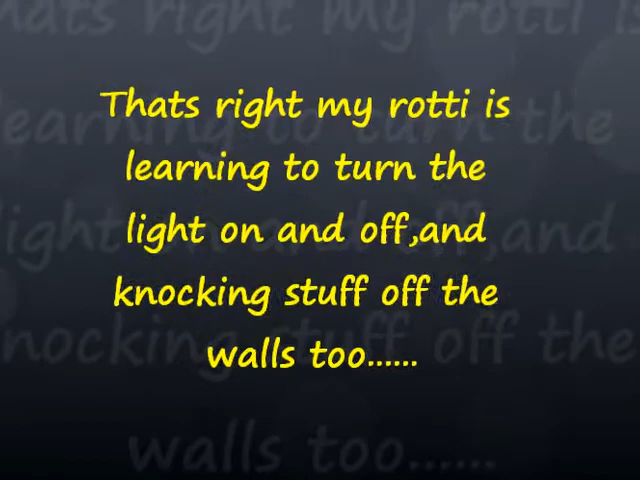 Thats right my rotti is
learning to turn the
light on and off,and
knocking stuff off the
walls too......